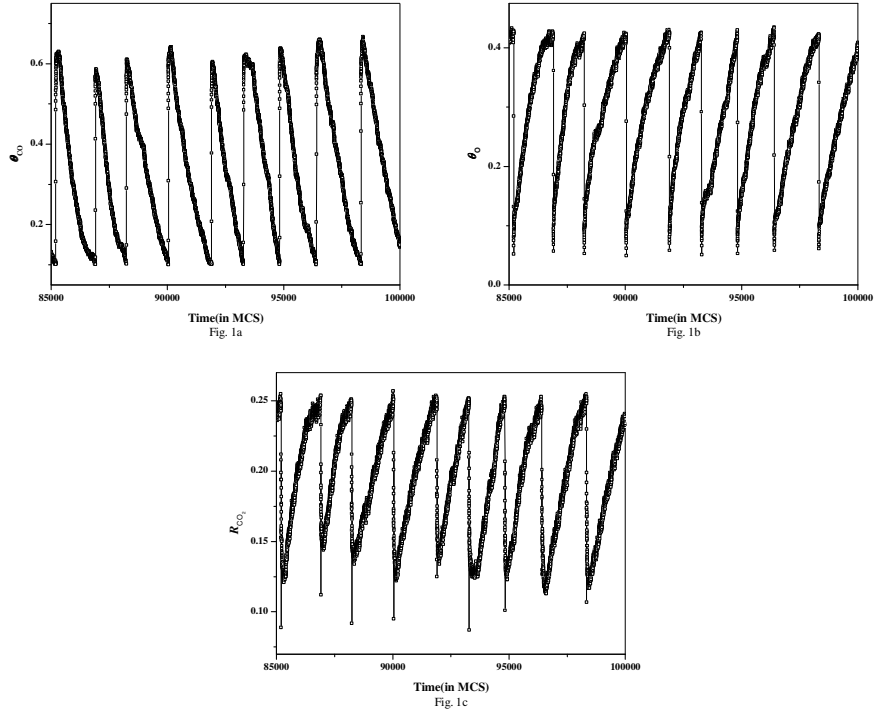 0.6
0.4
0.2
θCO
85000 90000 95000 100000
Time(in MCS)
Fig. 1a
0.4
0.2
0.0
θO
85000 90000 95000 100000
Time(in MCS)
Fig. 1b
0.25
0.20
0.15
0.10
RCO2
85000 90000 95000 100000
Time(in MCS)
Fig. 1c